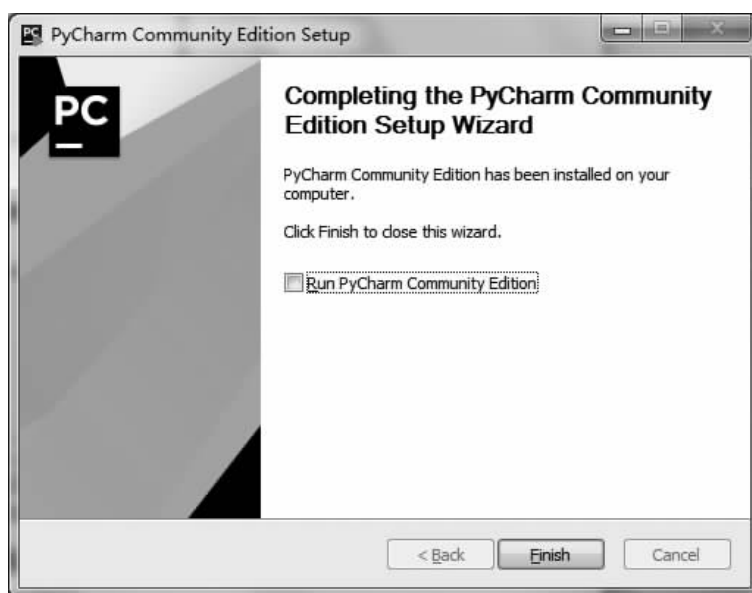 PyCharm Community Edition Setup
PC
Completing the PyCharm Community
Edition Setup Wizard
PyCharm Community Edition has been installed on your
computer.
Click Finish to close this wizard.
Run PyCharm Community Edition
< Back
Finish
Cancel